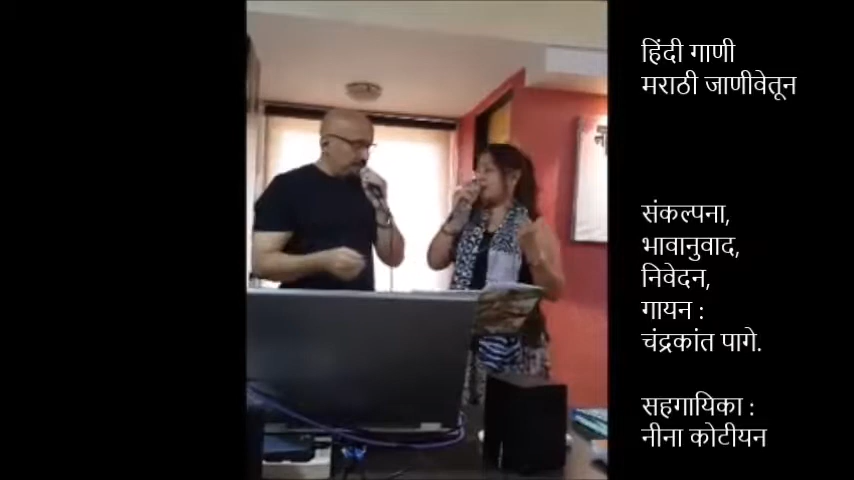 हिंदी गाणी
मराठी जाणीवेतून
संकल्पना,
भावानुवाद,
निवेदन,
गायन :
चंद्रकांत पागे.
सहगायिका :
नीना कोटीयन